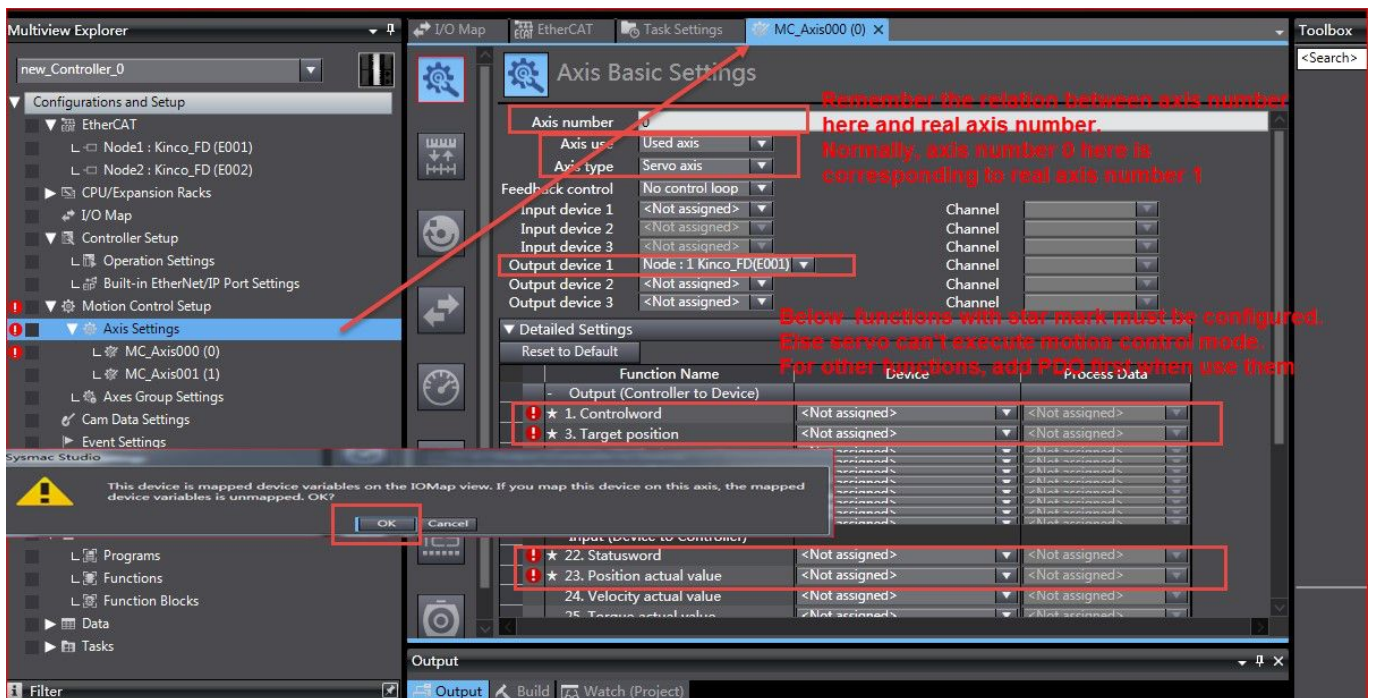 Multiview Explorer
new_Controller_0
Configurations and Setup
EtherCAT
Node1 : Kinco_FD (E001)
Node2 : Kinco_FD (E002)
CPU/Expansion Racks
I/O Map
Controller Setup
Operation Settings
Built-in EtherNet/IP Port Settings
Motion Control Setup
Axis Settings
MC_Axis000 (0)
MC_Axis001 (1)
Axes Group Settings
Cam Data Settings
Event Settings
Programs
Functions
Function Blocks
Data
Tasks
Filter
I/O Map EtherCAT Task Settings MC_Axis000 (0)
Axis Basic Settings
Axis number 0
Axis use Used axis
Axis type Servo axis
Feedback control No control loop
Input device 1 <Not assigned> Channel
Input device 2 <Not assigned> Channel
Input device 3 <Not assigned> Channel
Output device 1 Node : 1 Kinco_FD(E001) Channel
Output device 2 <Not assigned> Channel
Output device 3 <Not assigned> Channel
Remember the relation between axis number
here and real axis number.
Normally, axis number 0 here is
corresponding to real axis number 1
Below functions with star mark must be configured.
Else servo can't execute motion control mode.
For other functions, add PDO first when use them
Detailed Settings
Reset to Default
Function Name Device Process Data
- Output (Controller to Device)
★ 1. Controlword <Not assigned> <Not assigned>
★ 3. Target position <Not assigned> <Not assigned>
Input (Device to Controller)
★ 22. Statusword <Not assigned> <Not assigned>
★ 23. Position actual value <Not assigned> <Not assigned>
24. Velocity actual value <Not assigned> <Not assigned>
25. Torque actual value <Not assigned> <Not assigned>
Sysmac Studio
This device is mapped device variables on the IOMap view. If you map this device on this axis, the mapped
device variables is unmapped. OK?
OK Cancel
Output
Output Build Watch (Project)
Toolbox
<Search>